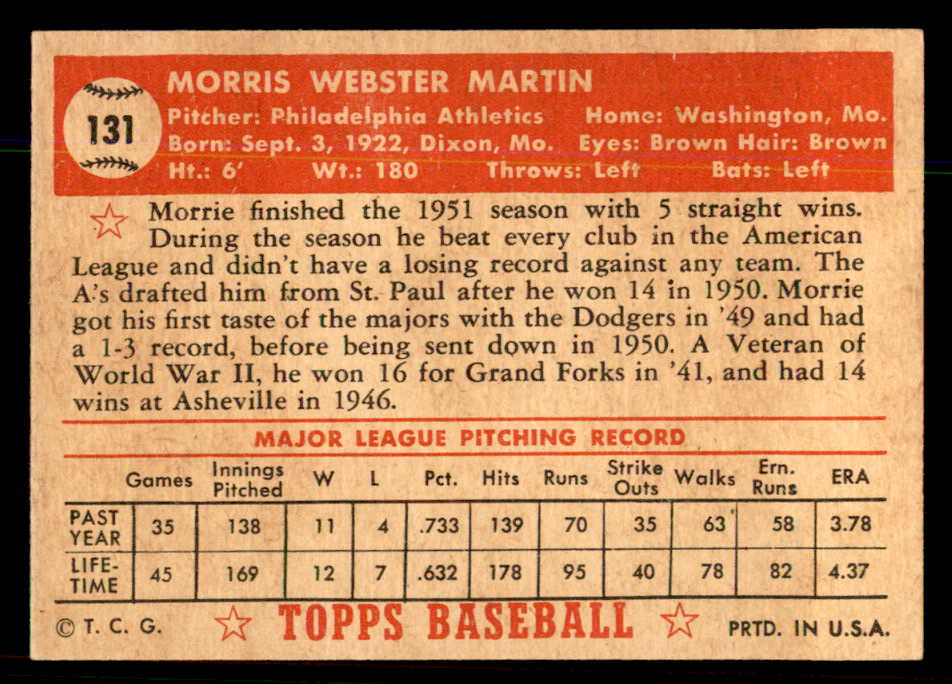 131
MORRIS WEBSTER MARTIN
Pitcher: Philadelphia Athletics Home: Washington, Mo.
Born: Sept. 3, 1922, Dixon, Mo. Eyes: Brown Hair: Brown
Ht.: 6' Wt.: 180 Throws: Left Bats: Left
Morrie finished the 1951 season with 5 straight wins.
During the season he beat every club in the American
League and didn't have a losing record against any team. The
A's drafted him from St. Paul after he won 14 in 1950. Morrie
got his first taste of the majors with the Dodgers in '49 and had
a 1-3 record, before being sent down in 1950. A Veteran of
World War II, he won 16 for Grand Forks in '41, and had 14
wins at Asheville in 1946.
MAJOR LEAGUE PITCHING RECORD
Games Innings Pitched W L Pct. Hits Runs Strike Outs Walks Ern. Runs ERA
PAST YEAR 35 138 11 4 .733 139 70 35 63 58 3.78
LIFE-TIME 45 169 12 7 .632 178 95 40 78 82 4.37
© T. C. G. TOPPS BASEBALL PRTD. IN U.S.A.